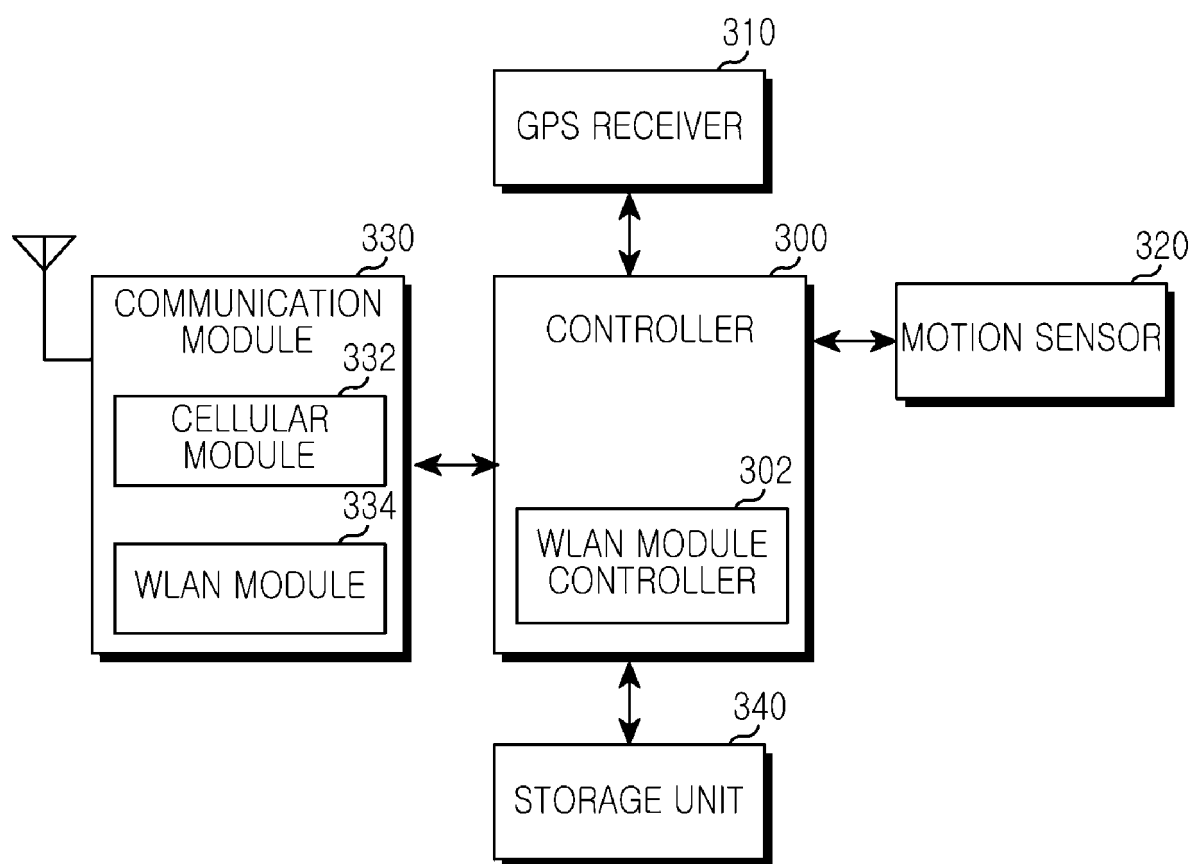 310
GPS RECEIVER
330
COMMUNICATION
MODULE
332
CELLULAR
MODULE
334
WLAN MODULE
300
CONTROLLER
302
WLAN MODULE
CONTROLLER
320
MOTION SENSOR
340
STORAGE UNIT